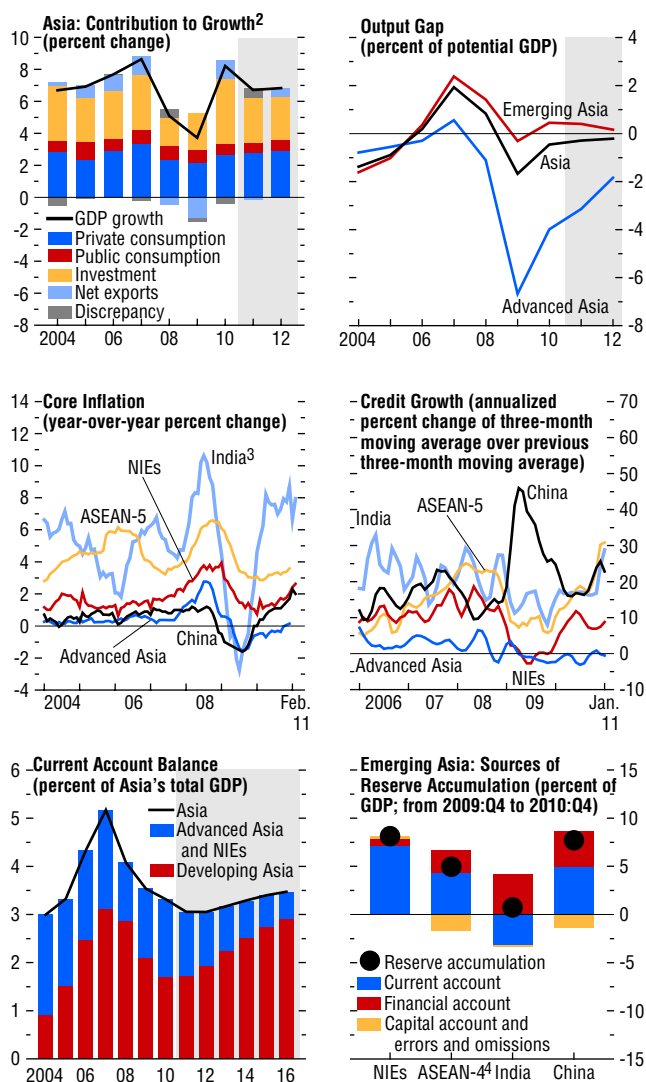 Asia: Contribution to Growth2
(percent change)
10
8
6
4
2
0
-2
-4
-6
-8
GDP growth
Private consumption
Public consumption
Investment
Net exports
Discrepancy
2004
06
08
10
12
Output Gap
(percent of potential GDP)
4
2
0
-2
-4
-6
-8
Emerging Asia
Asia
Advanced Asia
2004
06
08
10
12
Core Inflation
(year-over-year percent change)
14
12
10
8
6
4
2
0
-2
-4
India3
NIEs
ASEAN-5
China
Advanced Asia
2004
06
08
Feb.
11
Credit Growth (annualized
percent change of three-month
moving average over previous
three-month moving average)
70
60
50
40
30
20
10
0
-10
China
ASEAN-5
India
Advanced Asia
NIEs
2006
07
08
09
Jan.
11
Current Account Balance
(percent of Asia's total GDP)
6
5
4
3
2
1
0
Asia
Advanced Asia
and NIEs
Developing Asia
2004
06
08
10
12
14
16
Emerging Asia: Sources of
Reserve Accumulation (percent of
GDP; from 2009:Q4 to 2010:Q4)
15
10
5
0
-5
-10
-15
Reserve accumulation
Current account
Financial account
Capital account and
errors and omissions
NIEs
ASEAN-44
India
China